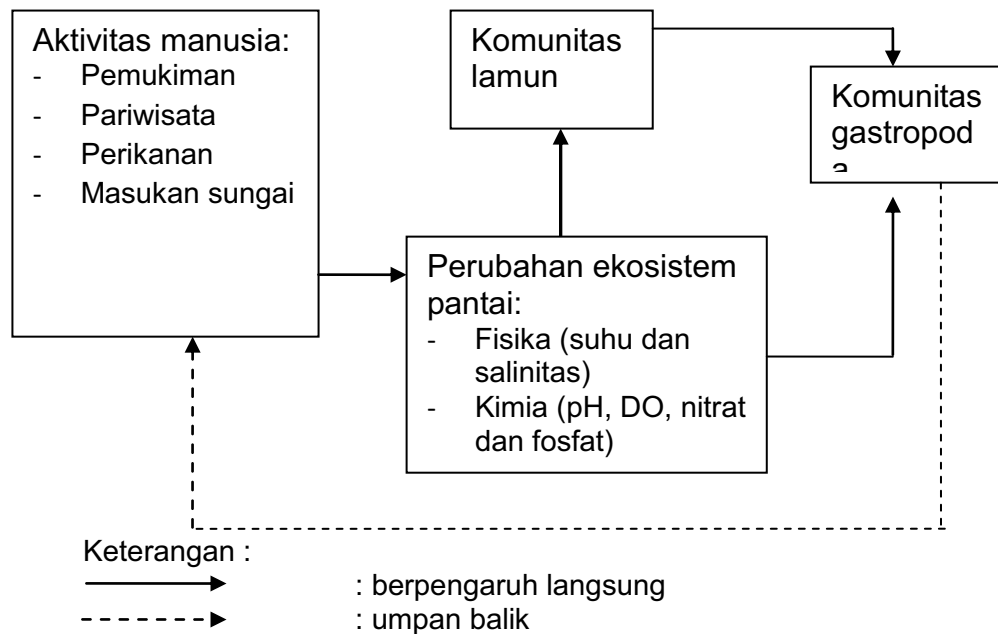 Aktivitas manusia:
- Pemukiman
- Pariwisata
- Perikanan
- Masukan sungai
Komunitas
lamun
Komunitas
gastropod
a
Perubahan ekosistem
pantai:
- Fisika (suhu dan
salinitas)
- Kimia (pH, DO, nitrat
dan fosfat)
Keterangan :
: berpengaruh langsung
: umpan balik